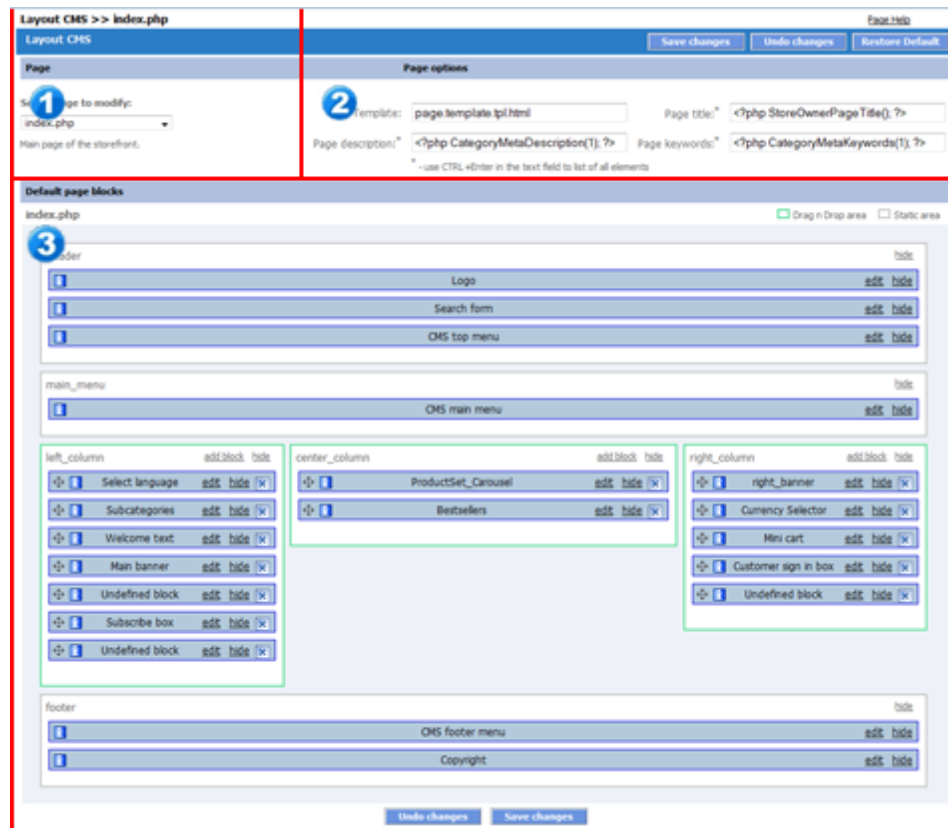 Layout CMS >> index.php Page Help
Layout CMS Save changes Undo changes Restore Default
Page Page options
1 ge to modify: 2 Template: page.template.tpl.html Page title:* <?php StoreOwnerPageTitle(); ?>
index.php
Main page of the storefront. Page description:* <?php CategoryMetaDescription(1); ?> Page keywords:* <?php CategoryMetaKeywords(1); ?>
* - use CTRL +Enter in the text field to list of all elements
Default page blocks
index.php Drag n Drop area Static area
3
ader hide
Logo edit hide
Search form edit hide
CMS top menu edit hide
main_menu hide
CMS main menu edit hide
left_column add block hide
Select language edit hide
Subcategories edit hide
Welcome text edit hide
Main banner edit hide
Undefined block edit hide
Subscribe box edit hide
Undefined block edit hide
center_column add block hide
ProductSet_Carousel edit hide
Bestsellers edit hide
right_column add block hide
right_banner edit hide
Currency Selector edit hide
Mini cart edit hide
Customer sign in box edit hide
Undefined block edit hide
footer hide
CMS footer menu edit hide
Copyright edit hide
Undo changes Save changes